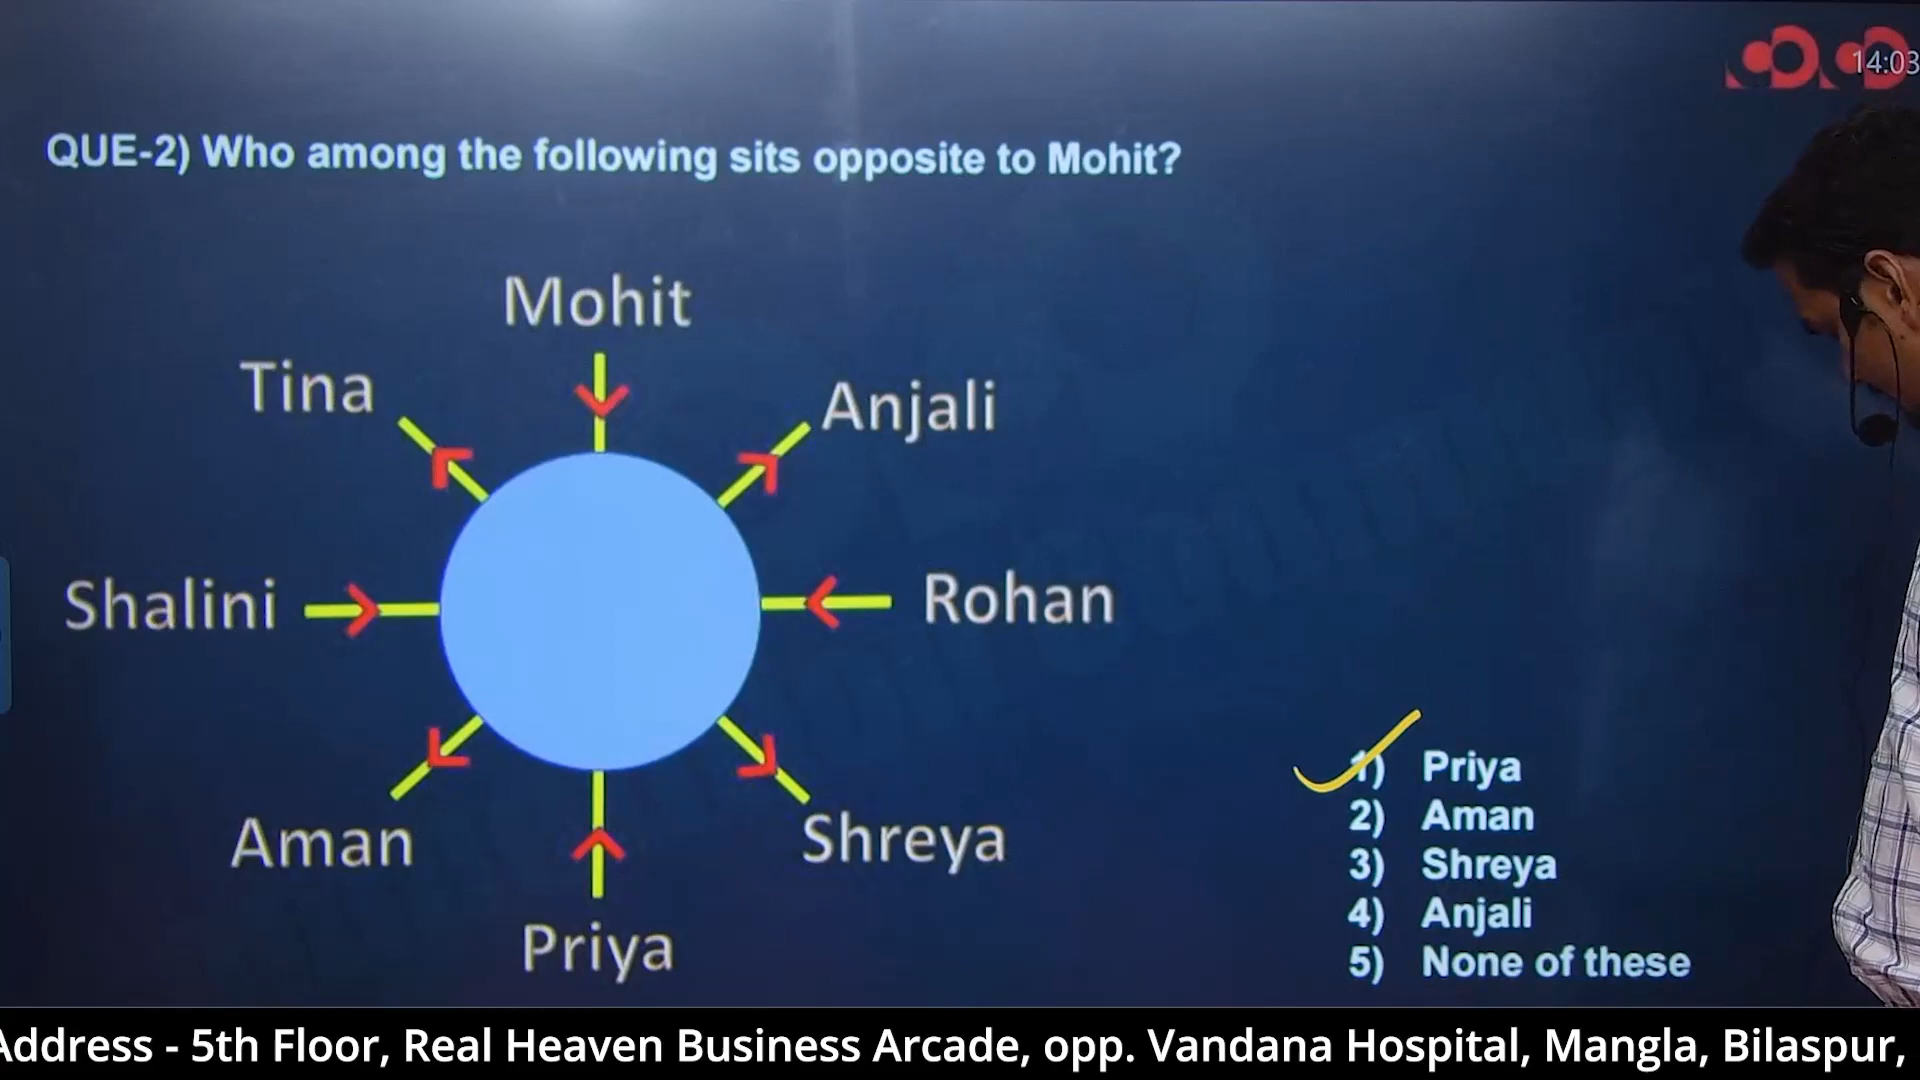 14:03
QUE-2) Who among the following sits opposite to Mohit?
Mohit
Tina
Anjali
Shalini
Rohan
Aman
Shreya
Priya
1) Priya
2) Aman
3) Shreya
4) Anjali
5) None of these
Address - 5th Floor, Real Heaven Business Arcade, opp. Vandana Hospital, Mangla, Bilaspur,